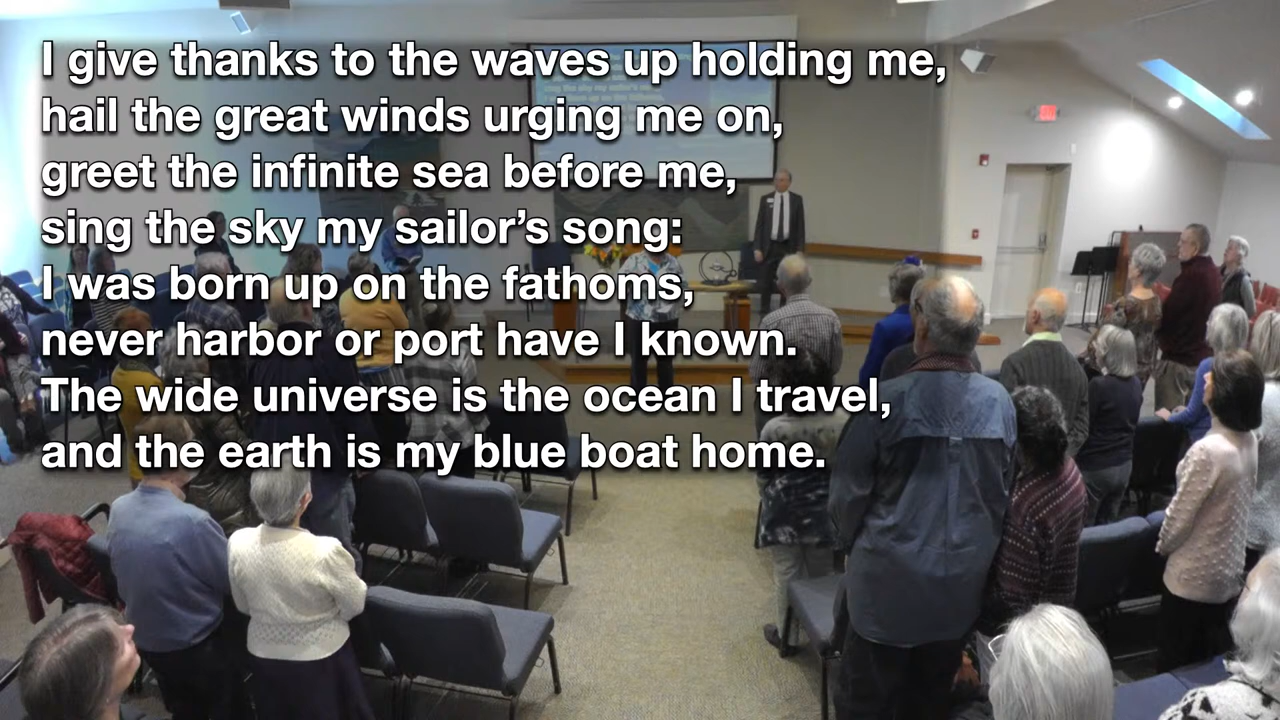 I give thanks to the waves up holding me,
hail the great winds urging me on,
greet the infinite sea before me,
sing the sky my sailor's song:
I was born up on the fathoms,
never harbor or port have I known.
The wide universe is the ocean I travel,
and the earth is my blue boat home.